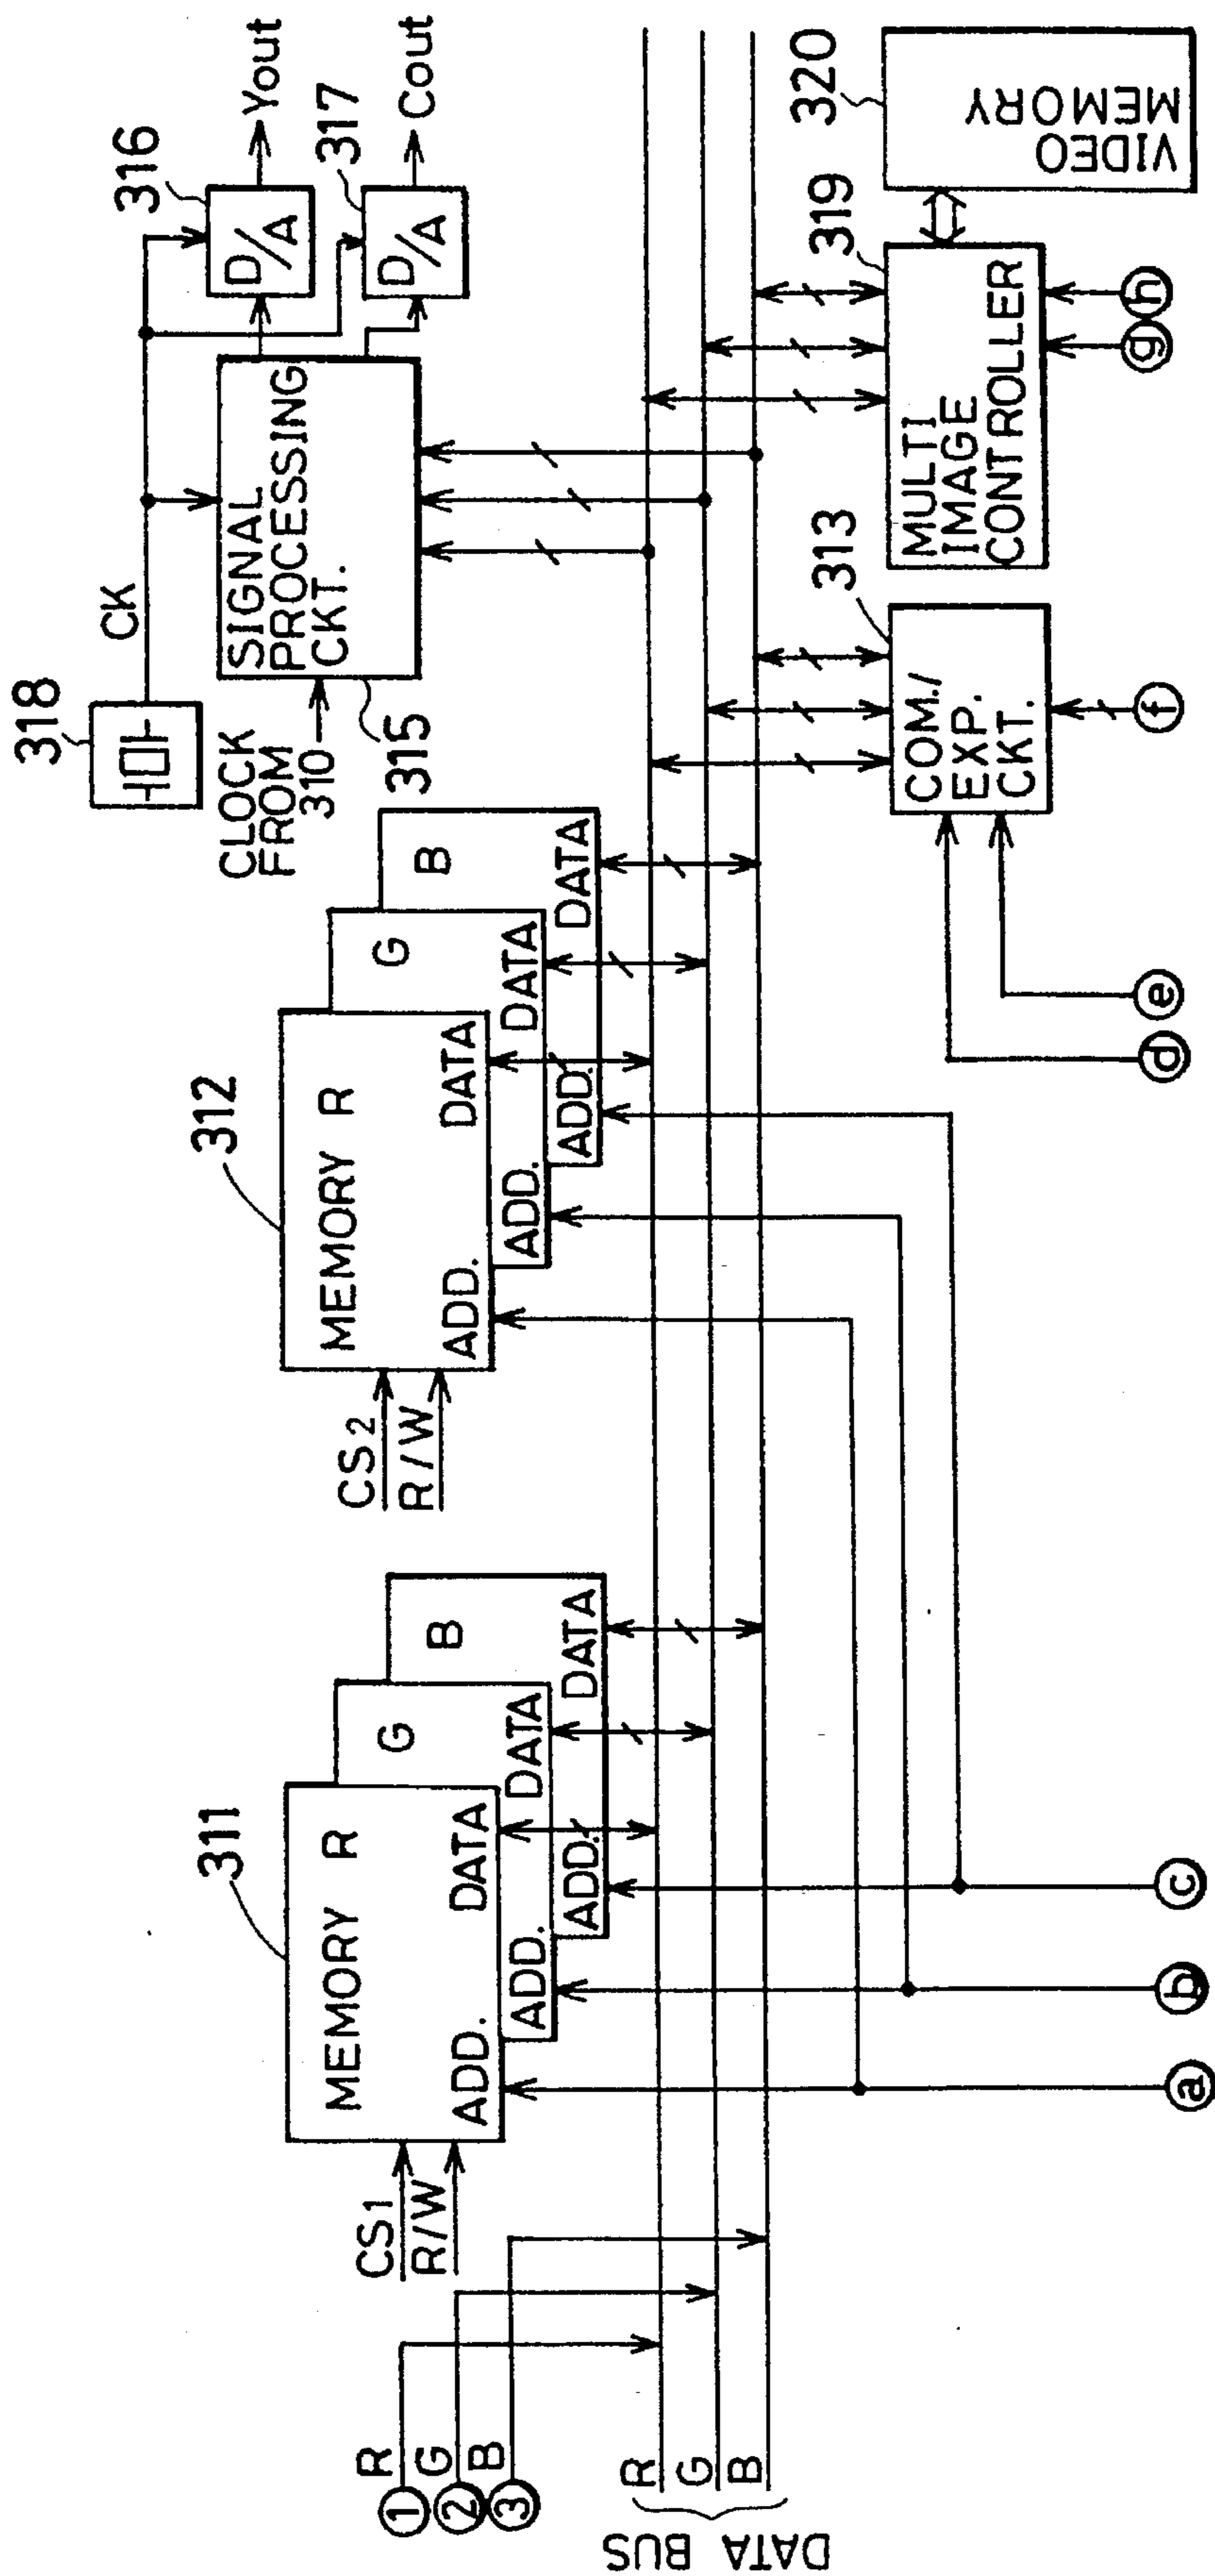 318
CK
316
D/A
Yout
317
D/A
Cout
SIGNAL
PROCESSING
CKT.
CLOCK
FROM
310
315
312
MEMORY R
G
B
CS2
R/W
ADD.
ADD.
ADD.
DATA
DATA
DATA
311
MEMORY R
G
B
CS1
R/W
ADD.
ADD.
ADD.
DATA
DATA
DATA
R
1
G
2
B
3
DATA BUS
R
G
B
313
COM./
EXP.
CKT.
319
MULTI
IMAGE
CONTROLLER
320
VIDEO
MEMORY
a
b
c
d
e
f
g
h